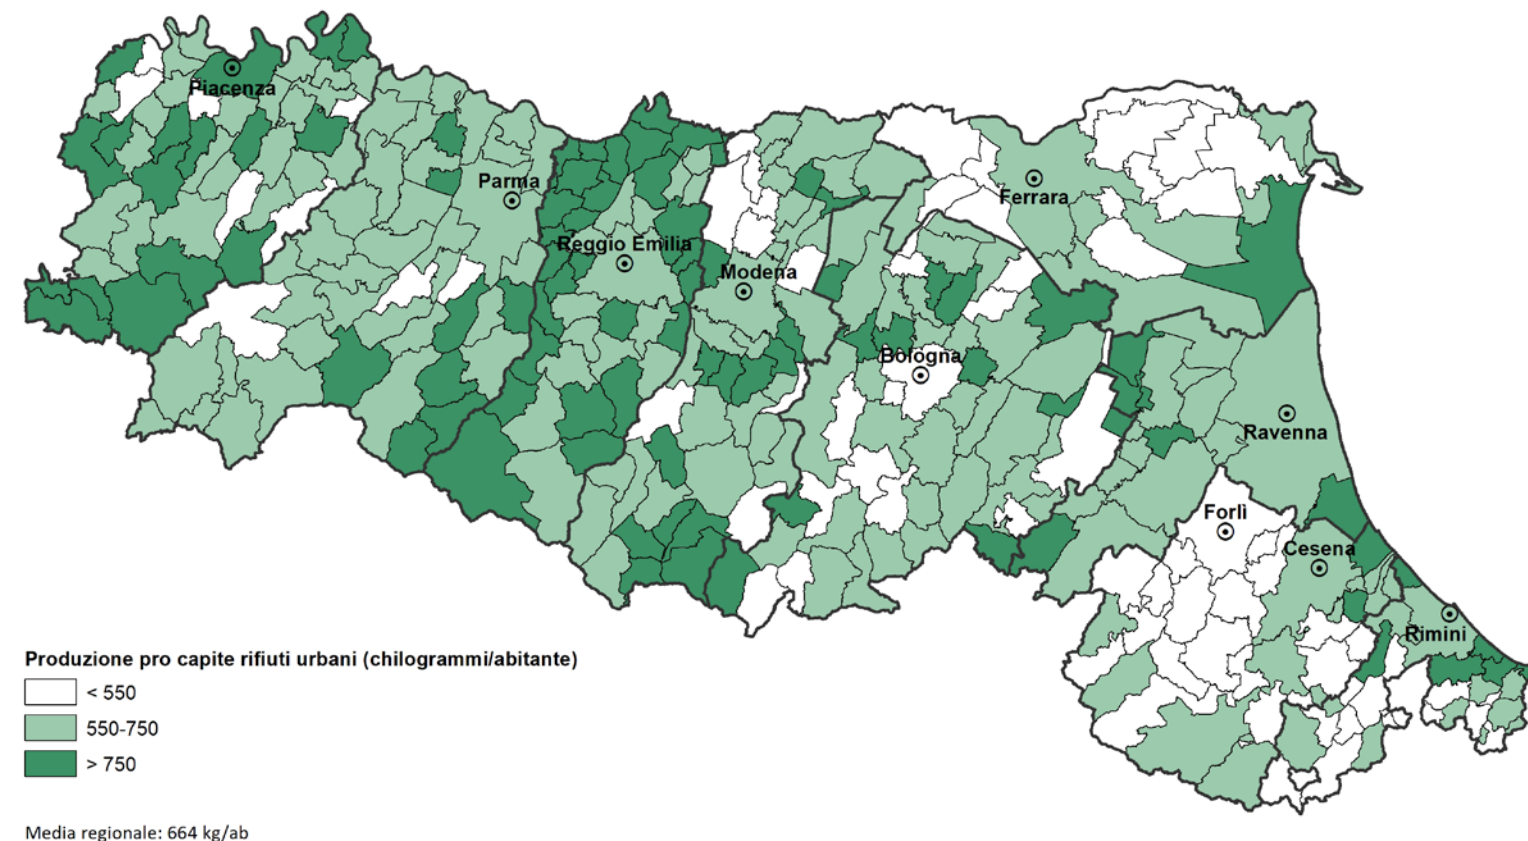 Piacenza
Parma
Ferrara
Reggio Emilia
Modena
Bologna
Ravenna
Forlì
Cesena
Rimini
Produzione pro capite rifiuti urbani (chilogrammi/abitante)
< 550
550-750
> 750
Media regionale: 664 kg/ab